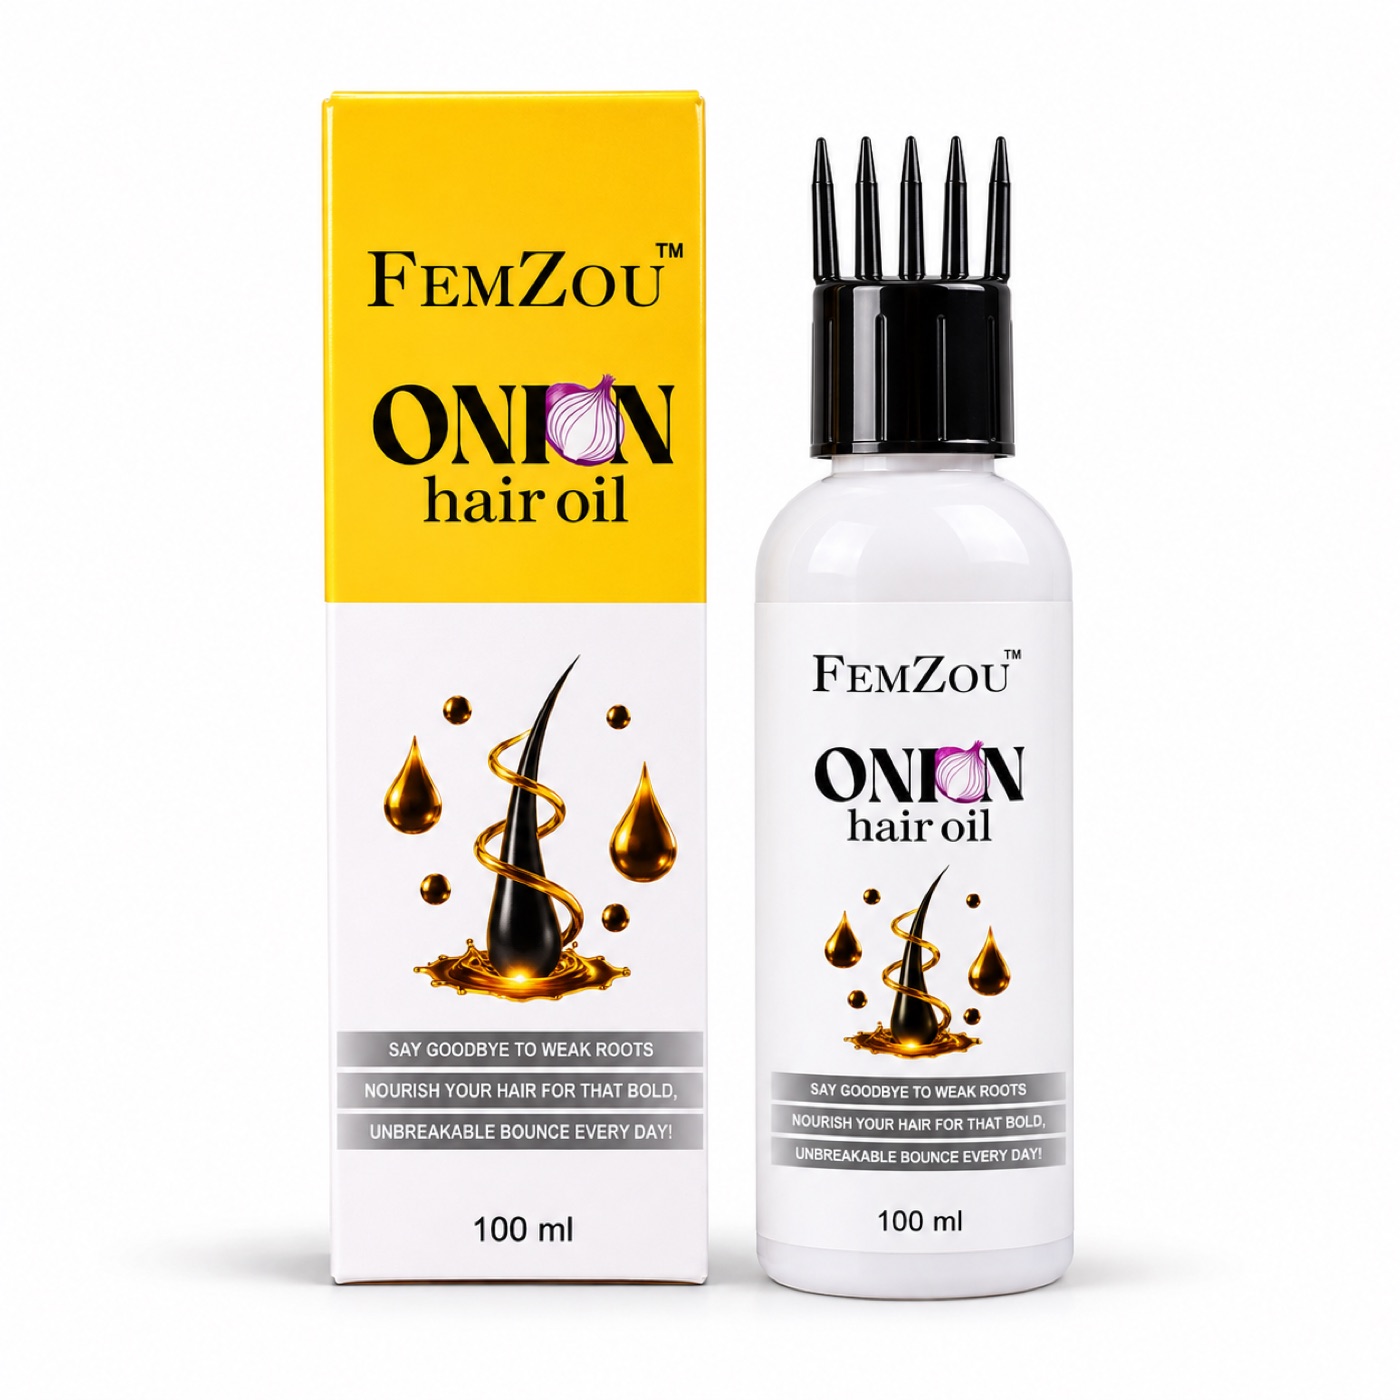 FEMZOU™
ONION
hair oil
SAY GOODBYE TO WEAK ROOTS
NOURISH YOUR HAIR FOR THAT BOLD,
UNBREAKABLE BOUNCE EVERY DAY!
100 ml
FEMZOU™
ONION
hair oil
SAY GOODBYE TO WEAK ROOTS
NOURISH YOUR HAIR FOR THAT BOLD,
UNBREAKABLE BOUNCE EVERY DAY!
100 ml